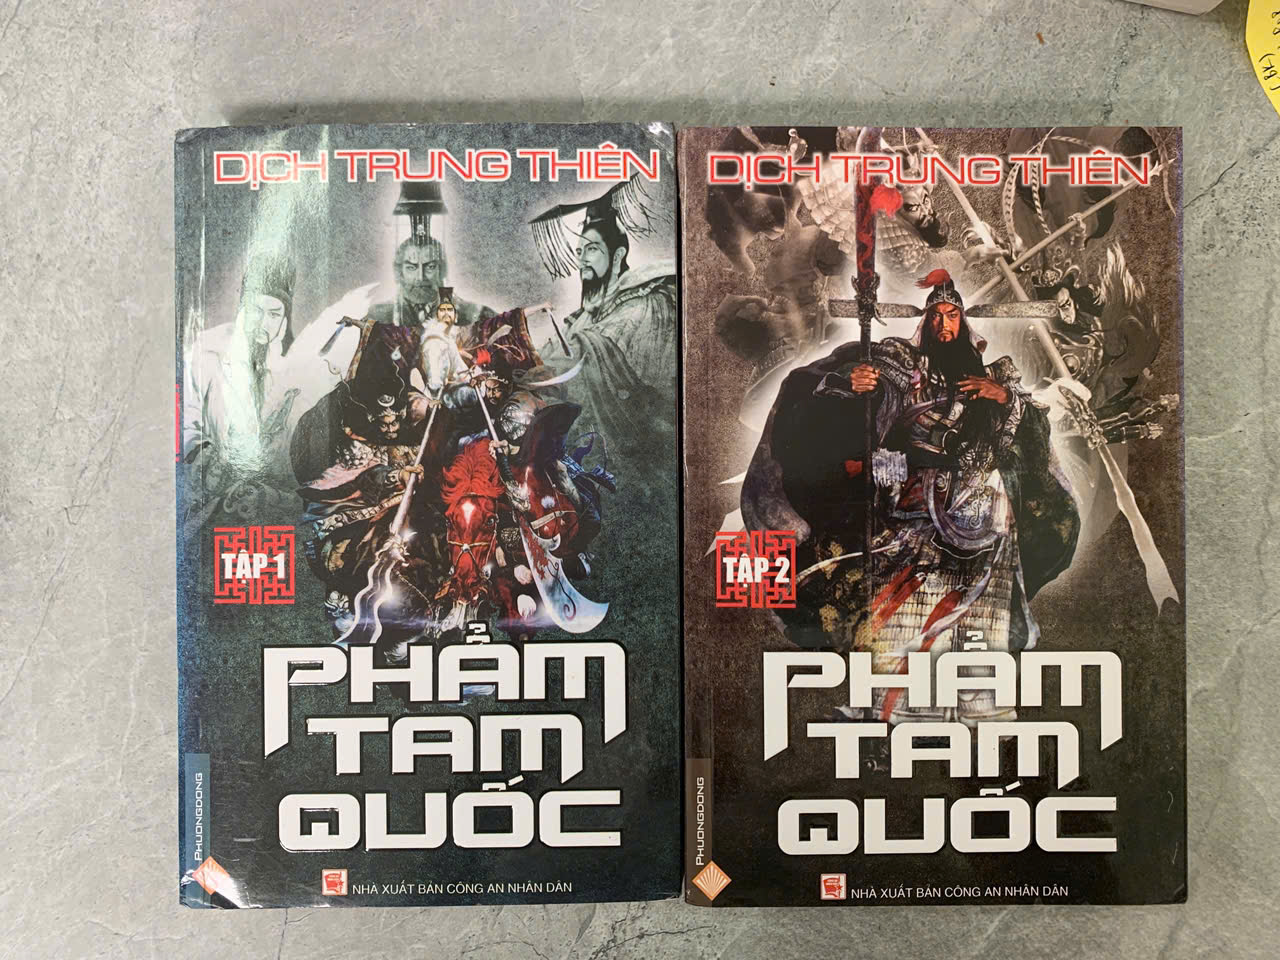 DỊCH TRUNG THIÊN
TẬP 1
PHẨM
TAM
QUỐC
PHUONGDONG
NHÀ XUẤT BẢN CÔNG AN NHÂN DÂN
DỊCH TRUNG THIÊN
TẬP 2
PHẨM
TAM
QUỐC
PHUONGDONG
NHÀ XUẤT BẢN CÔNG AN NHÂN DÂN